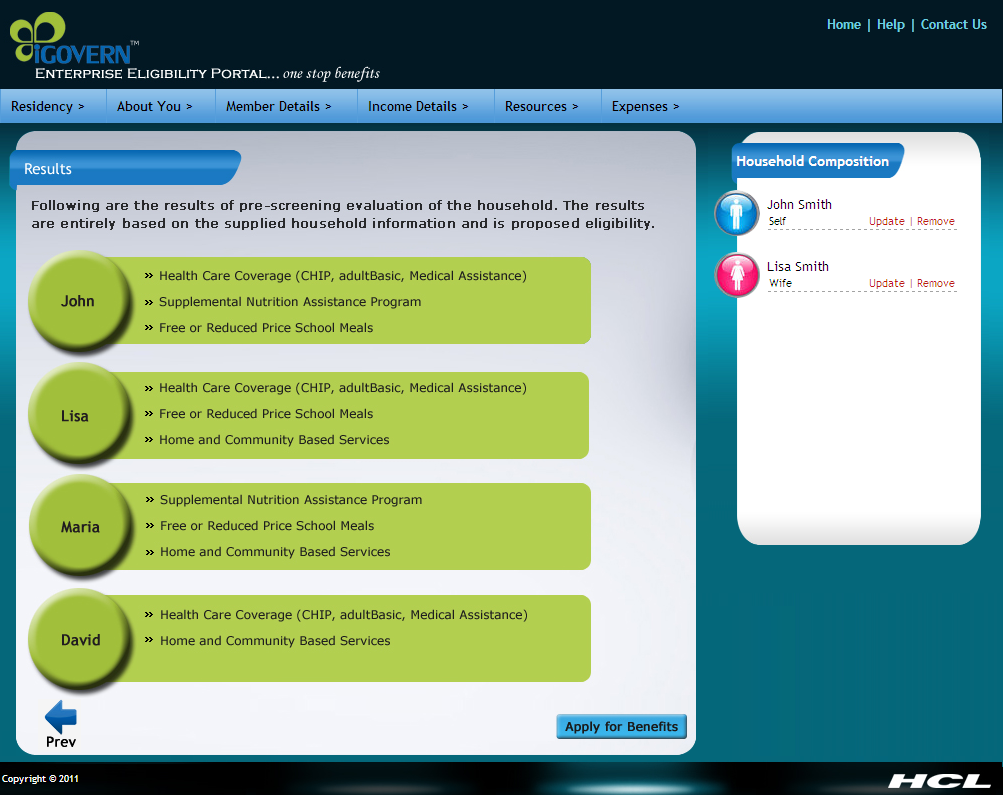 Home | Help | Contact Us
iGOVERN™
ENTERPRISE ELIGIBILITY PORTAL... one stop benefits
Residency > About You > Member Details > Income Details > Resources > Expenses >
Results
Following are the results of pre-screening evaluation of the household. The results
are entirely based on the supplied household information and is proposed eligibility.
John
» Health Care Coverage (CHIP, adultBasic, Medical Assistance)
» Supplemental Nutrition Assistance Program
» Free or Reduced Price School Meals
Lisa
» Health Care Coverage (CHIP, adultBasic, Medical Assistance)
» Free or Reduced Price School Meals
» Home and Community Based Services
Maria
» Supplemental Nutrition Assistance Program
» Free or Reduced Price School Meals
» Home and Community Based Services
David
» Health Care Coverage (CHIP, adultBasic, Medical Assistance)
» Home and Community Based Services
Prev
Apply for Benefits
Household Composition
John Smith
Self Update | Remove
Lisa Smith
Wife Update | Remove
Copyright © 2011
HCL